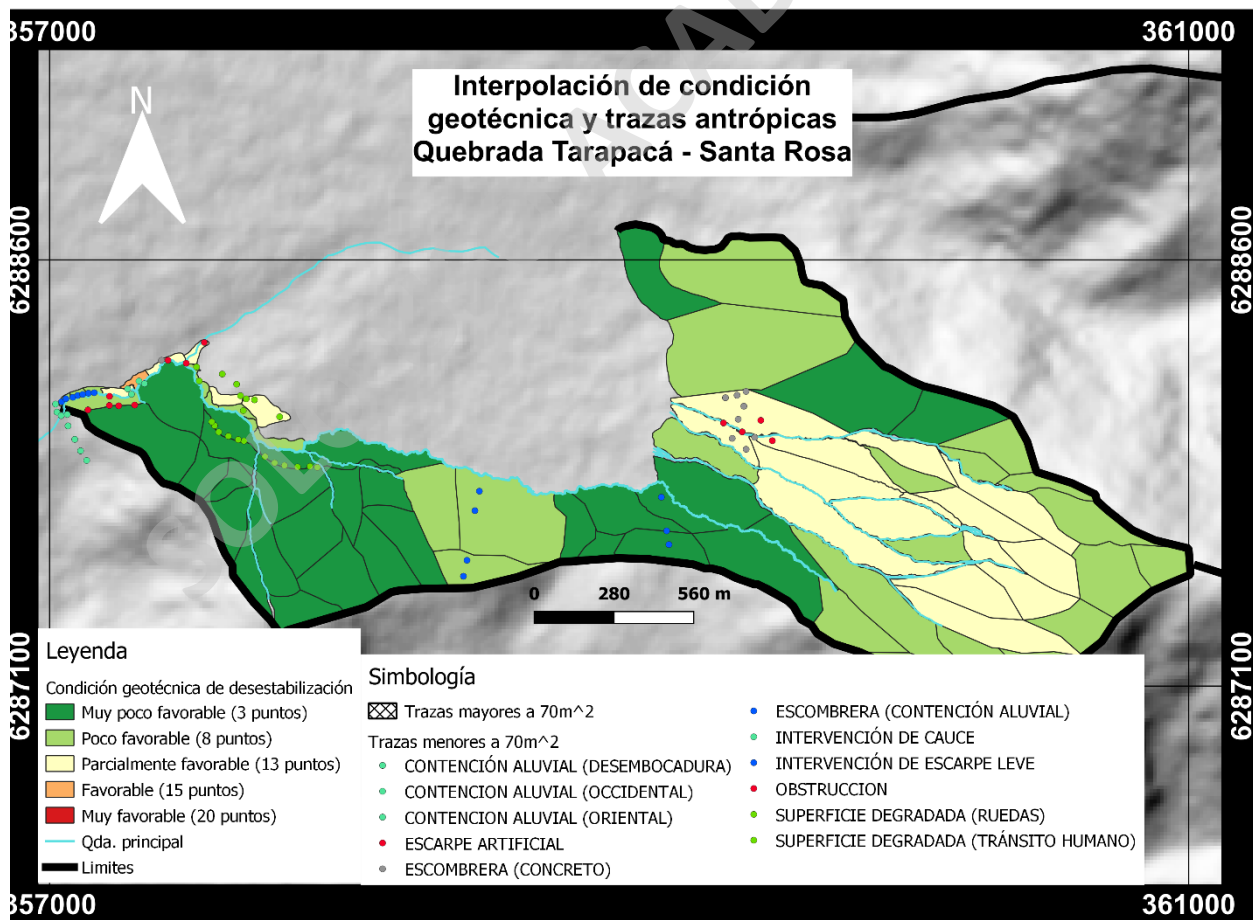 357000
361000
Interpolación de condición
geotécnica y trazas antrópicas
Quebrada Tarapacá - Santa Rosa
N
6288600
6288600
0 280 560 m
6287100
6287100
Leyenda
Condición geotécnica de desestabilización
Muy poco favorable (3 puntos)
Poco favorable (8 puntos)
Parcialmente favorable (13 puntos)
Favorable (15 puntos)
Muy favorable (20 puntos)
Qda. principal
Limites
Simbología
Trazas mayores a 70m^2
Trazas menores a 70m^2
CONTENCIÓN ALUVIAL (DESEMBOCADURA)
CONTENCION ALUVIAL (OCCIDENTAL)
CONTENCIÓN ALUVIAL (ORIENTAL)
ESCARPE ARTIFICIAL
ESCOMBRERA (CONCRETO)
ESCOMBRERA (CONTENCIÓN ALUVIAL)
INTERVENCIÓN DE CAUCE
INTERVENCIÓN DE ESCARPE LEVE
OBSTRUCCION
SUPERFICIE DEGRADADA (RUEDAS)
SUPERFICIE DEGRADADA (TRÁNSITO HUMANO)
357000
361000